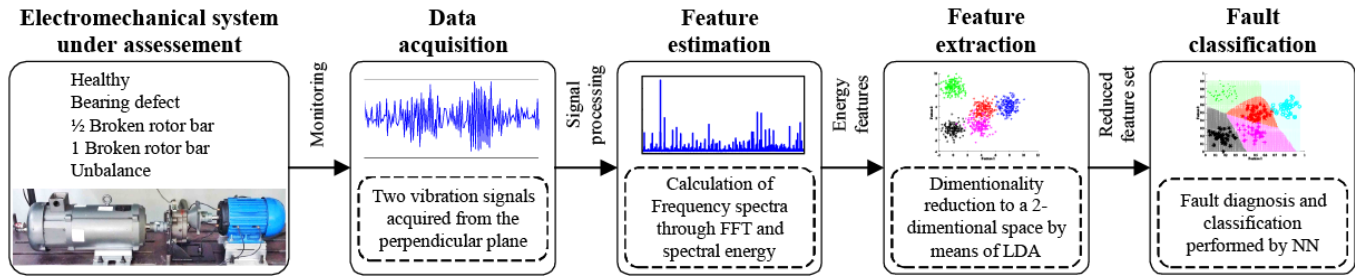 Electromechanical system
under assessement
Healthy
Bearing defect
½ Broken rotor bar
1 Broken rotor bar
Unbalance
Monitoring
Data
acquisition
Two vibration signals
acquired from the
perpendicular plane
Signal
processing
Feature
estimation
Calculation of
Frequency spectra
through FFT and
spectral energy
Energy
features
Feature
extraction
Dimentionality
reduction to a 2-
dimentional space by
means of LDA
Reduced
feature set
Fault
classification
Fault diagnosis and
classification
performed by NN